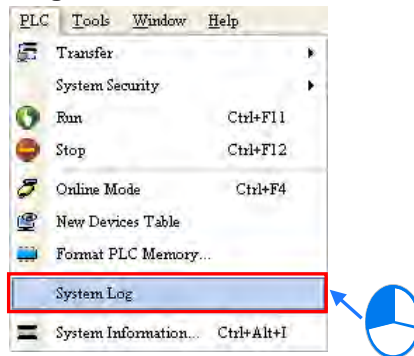 PLC Tools Window Help
Transfer
System Security
Run Ctrl+F11
Stop Ctrl+F12
Online Mode Ctrl+F4
New Devices Table
Format PLC Memory...
System Log
System Information... Ctrl+Alt+I